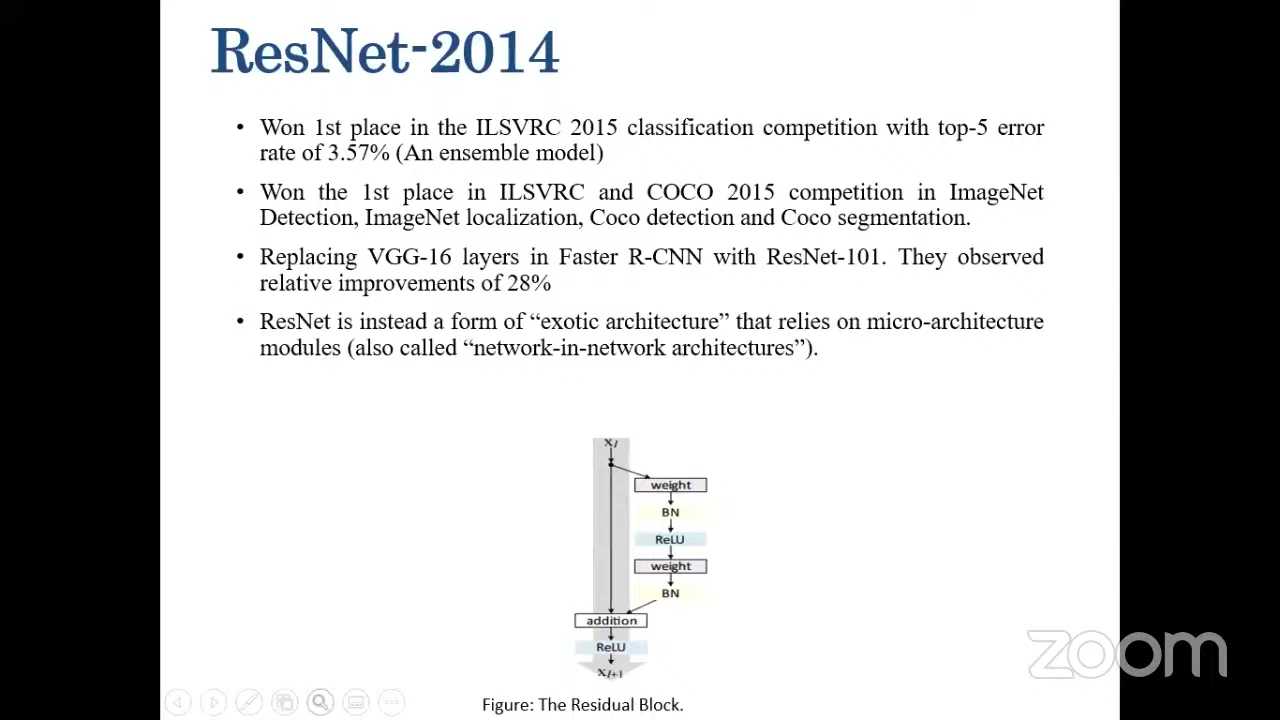 ResNet-2014
• Won 1st place in the ILSVRC 2015 classification competition with top-5 error
rate of 3.57% (An ensemble model)
• Won the 1st place in ILSVRC and COCO 2015 competition in ImageNet
Detection, ImageNet localization, Coco detection and Coco segmentation.
• Replacing VGG-16 layers in Faster R-CNN with ResNet-101. They observed
relative improvements of 28%
• ResNet is instead a form of “exotic architecture” that relies on micro-architecture
modules (also called “network-in-network architectures”).
x_l
weight
BN
ReLU
weight
BN
addition
ReLU
x_{l+1}
Figure: The Residual Block.
zoom